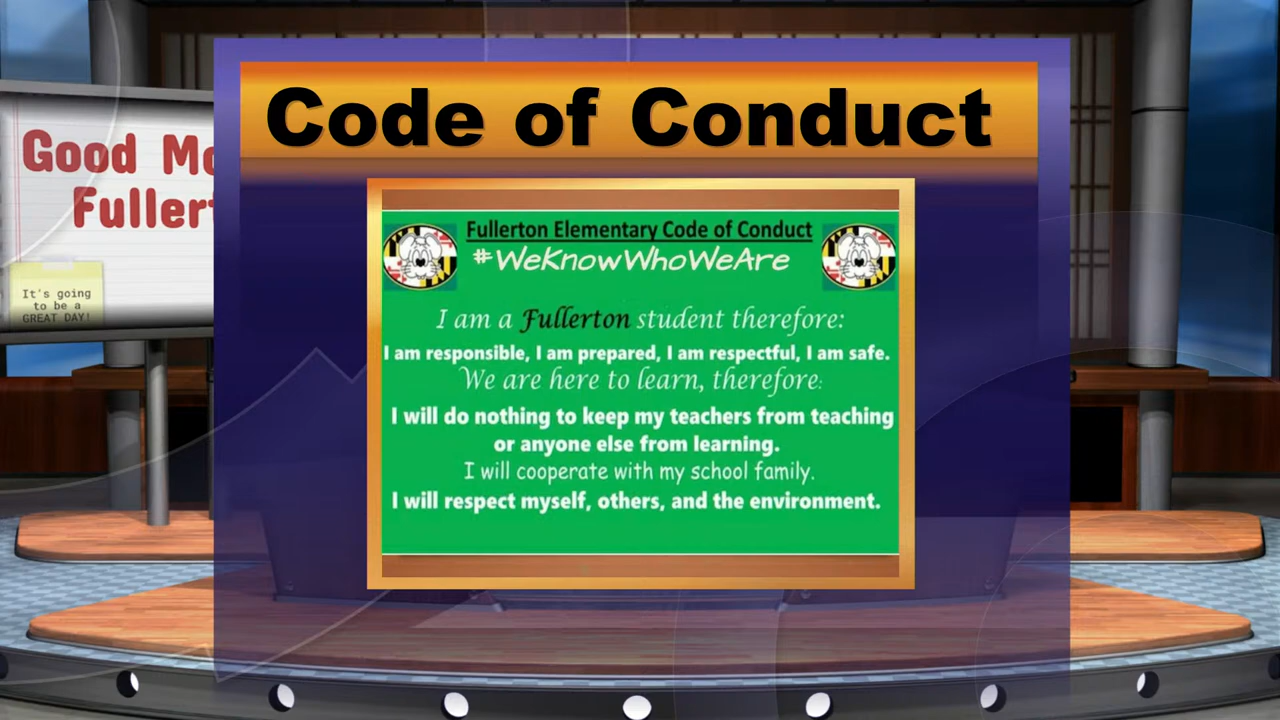 Code of Conduct
Good
Fullerton Elementary Code of Conduct
#WeKnowWhoWeAre
I am a Fullerton student therefore:
I am responsible, I am prepared, I am respectful, I am safe.
We are here to learn, therefore:
I will do nothing to keep my teachers from teaching
or anyone else from learning.
I will cooperate with my school family.
I will respect myself, others, and the environment.
It's going
to be a
GREAT DAY!